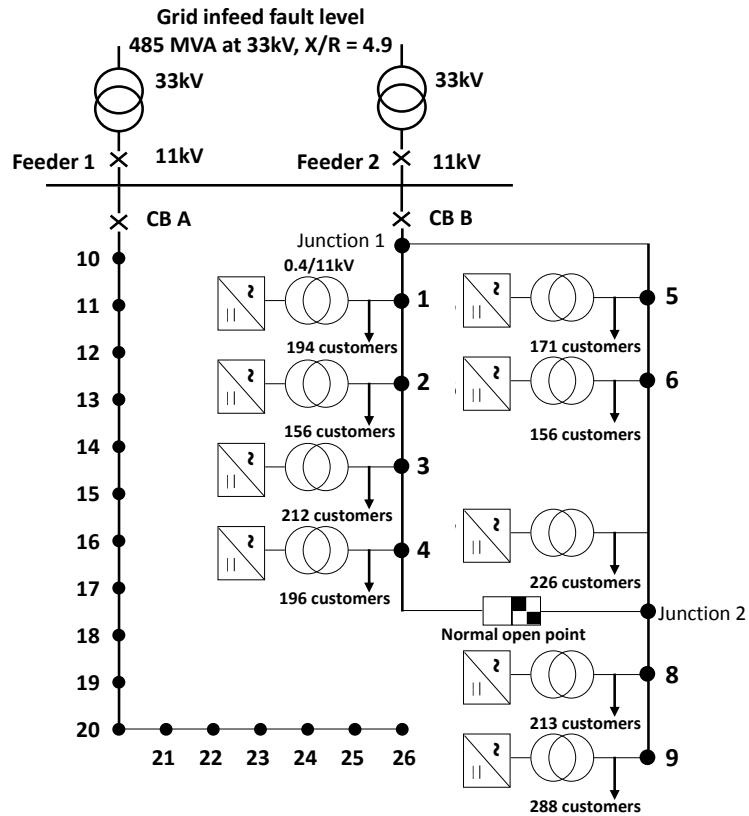 Grid infeed fault level
485 MVA at 33kV, X/R = 4.9
33kV
33kV
Feeder 1
11kV
Feeder 2
11kV
CB A
CB B
Junction 1
10
0.4/11kV
11
1
5
194 customers
171 customers
12
13
2
6
156 customers
156 customers
14
3
15
212 customers
16
4
226 customers
17
196 customers
Junction 2
Normal open point
18
19
8
213 customers
20
21
22
23
24
25
26
9
288 customers